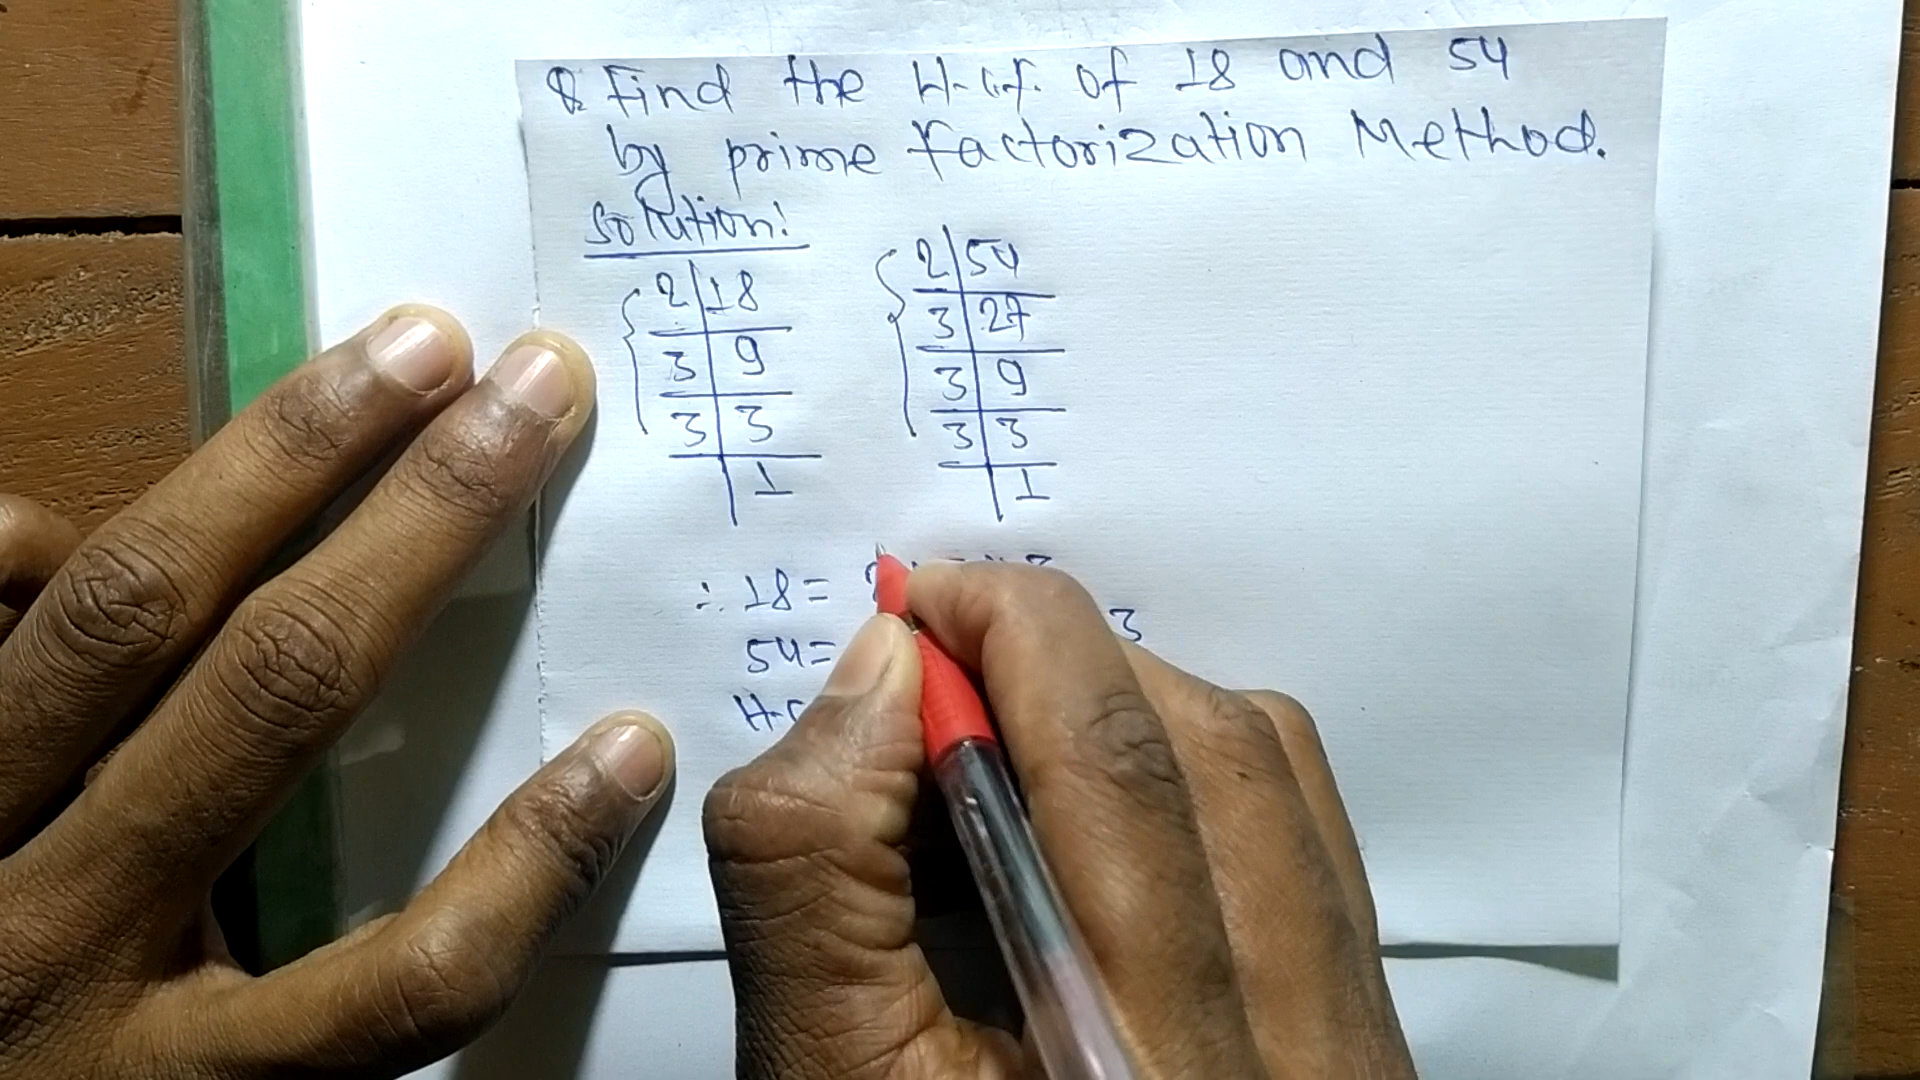 Q. Find the H.C.F. of 18 and 54
by prime factorization Method.
Solution:
2 | 18
3 | 9
3 | 3
1
2 | 54
3 | 27
3 | 9
3 | 3
1
∴ 18 =
54 = 3